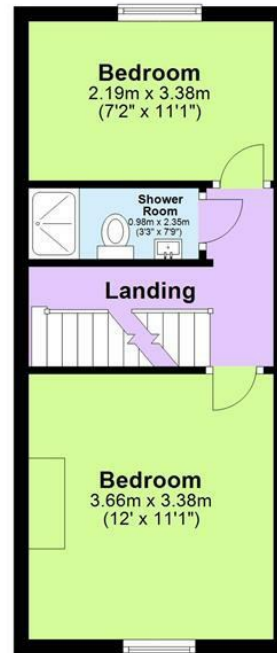 Bedroom
2.19m x 3.38m
(7'2" x 11'1")
Shower
Room
0.98m x 2.35m
(3'3" x 7'9")
Landing
Bedroom
3.66m x 3.38m
(12' x 11'1")